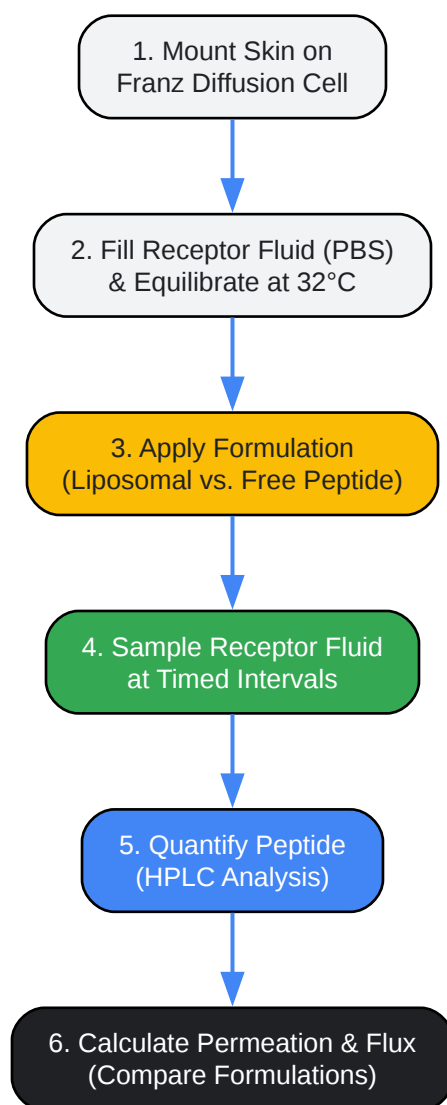 1. Mount Skin on
Franz Diffusion Cell
2. Fill Receptor Fluid (PBS)
& Equilibrate at 32°C
3. Apply Formulation
(Liposomal vs. Free Peptide)
4. Sample Receptor Fluid
at Timed Intervals
5. Quantify Peptide
(HPLC Analysis)
6. Calculate Permeation & Flux
(Compare Formulations)